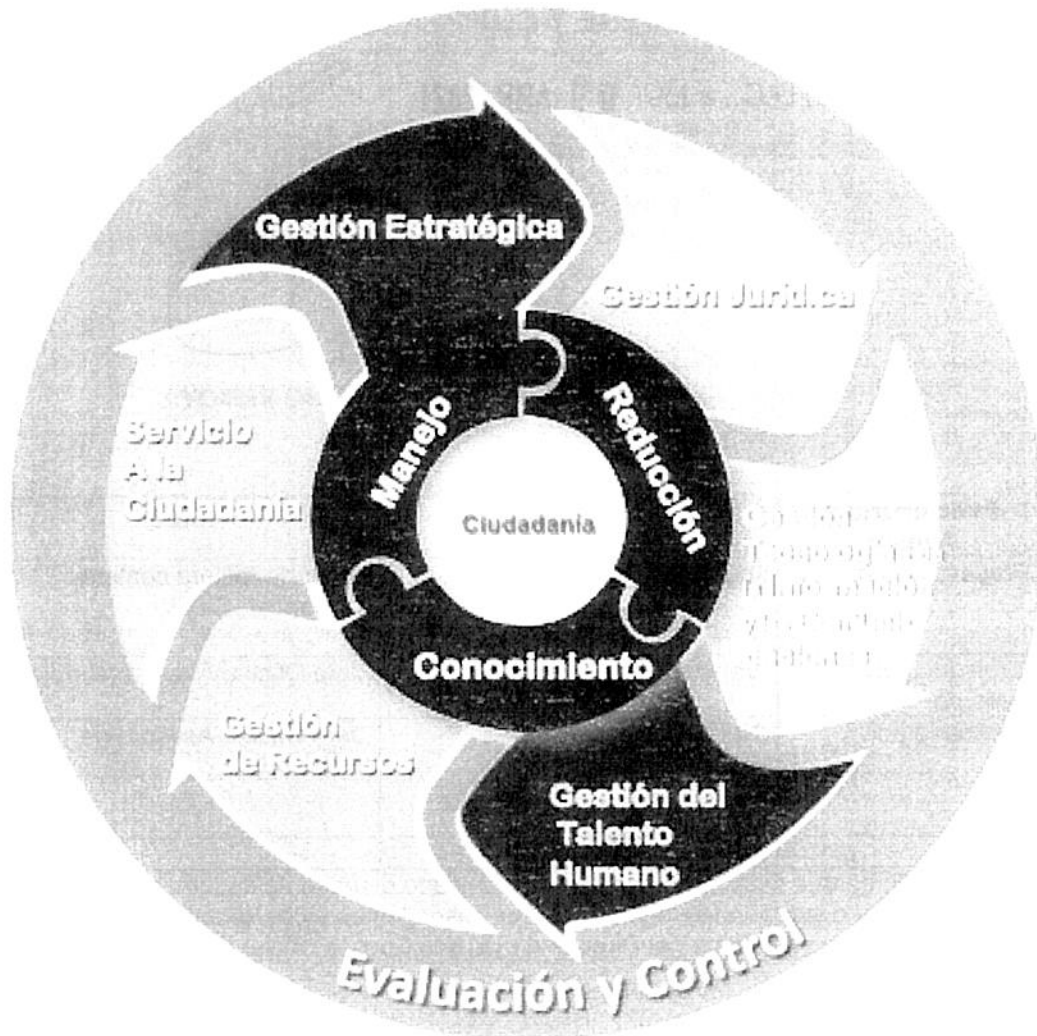 Gestión Estratégica
Gestión Jurídica
Servicio
A la
Ciudadanía
Manejo
Reducción
Ciudadanía
Conocimiento
Gestión
de Recursos
Gestión del
Talento
Humano
Evaluación y Control